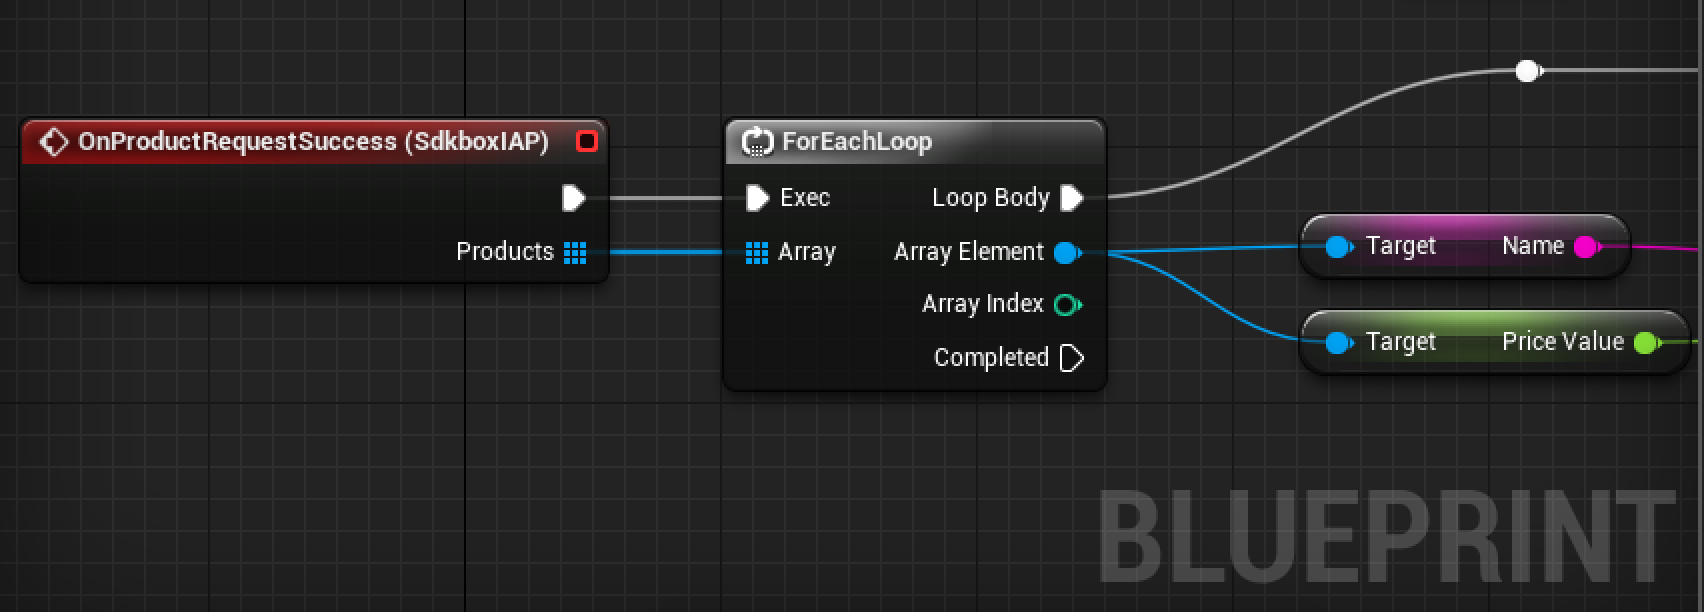 OnProductRequestSuccess (SdkboxIAP)
Products
ForEachLoop
Exec
Loop Body
Array
Array Element
Array Index
Completed
Target
Name
Target
Price Value
BLUEPRINT